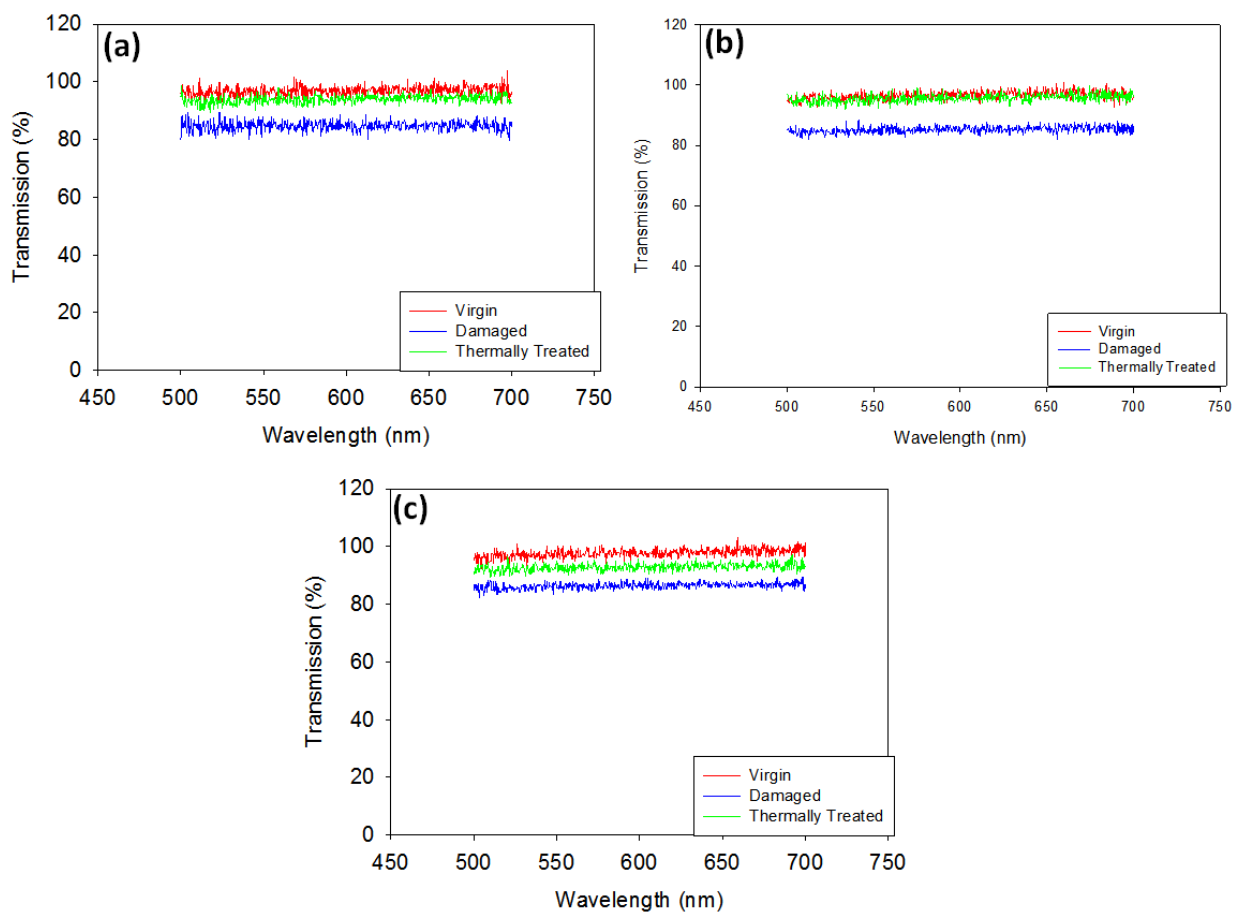 (a)
120
100
80
60
40
20
0
Transmission (%)
450 500 550 600 650 700 750
Wavelength (nm)
Virgin
Damaged
Thermally Treated
(b)
120
100
80
60
40
20
0
Transmission (%)
450 500 550 600 650 700 750
Wavelength (nm)
Virgin
Damaged
Thermally Treated
(c)
120
100
80
60
40
20
0
Transmission (%)
450 500 550 600 650 700 750
Wavelength (nm)
Virgin
Damaged
Thermally Treated